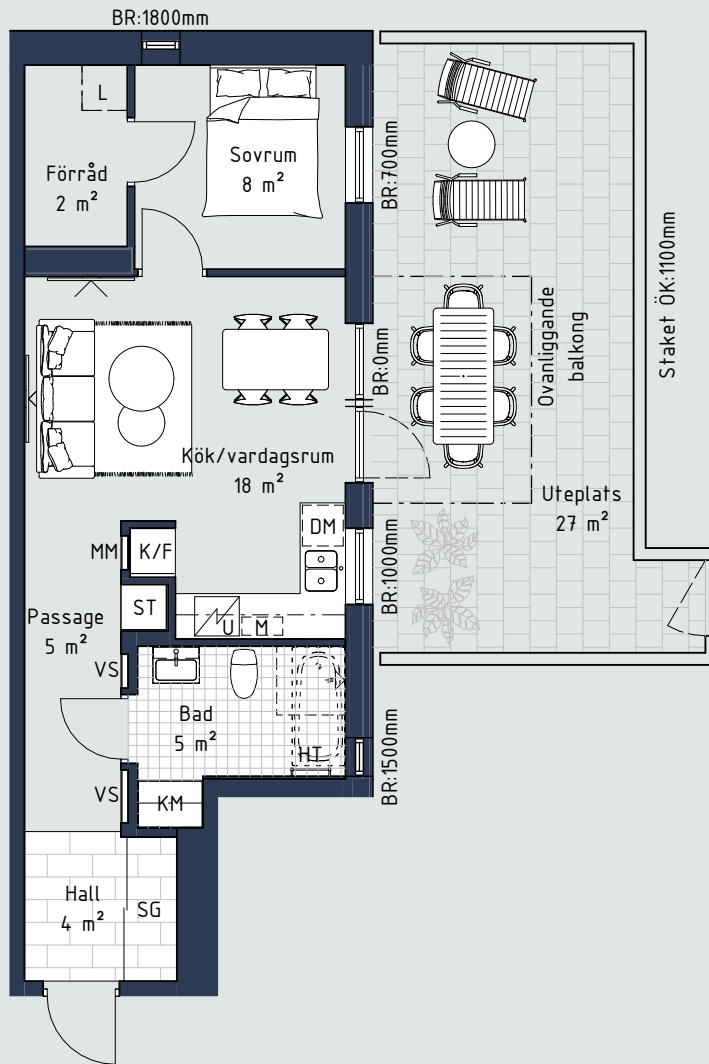 BR:1800mm
L
Förråd
2 m²
Sovrum
8 m²
BR:700mm
Staket ÖK:1100mm
Ovanliggande
balkong
BR:0mm
Kök/vardagsrum
18 m²
Uteplats
27 m²
DM
MM
K/F
BR:1000mm
ST
U
M
Passage
5 m²
VS
Bad
5 m²
HT
BR:1500mm
VS
KM
Hall
4 m²
SG